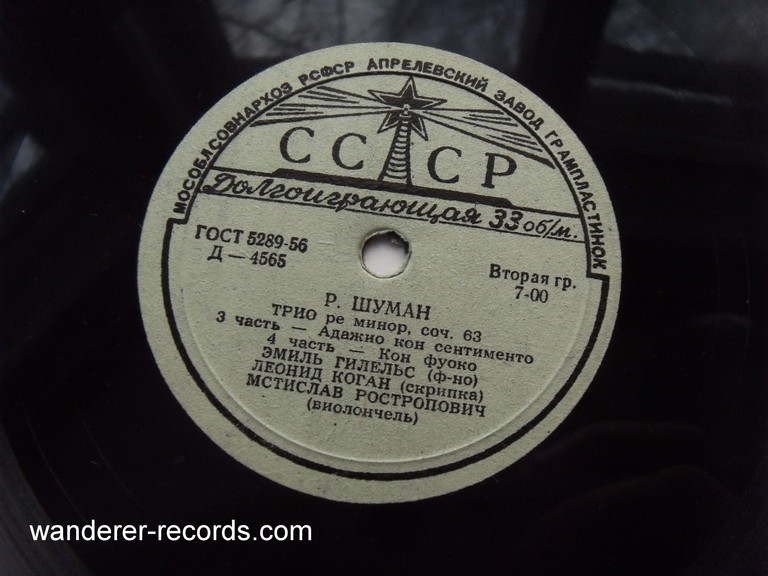 МОСОБЛСОВНАРХОЗ РСФСР АПРЕЛЕВСКИЙ ЗАВОД ГРАМПЛАСТИНОК
СССР
Долгоиграющая 33 об/м.
ГОСТ 5289-56
Д — 4565
Вторая гр.
7-00
Р. ШУМАН
ТРИО ре минор, соч. 63
3 часть — Адажио кон сентименто
4 часть — Кон фуоко
ЭМИЛЬ ГИЛЕЛЬС (ф-но)
ЛЕОНИД КОГАН (скрипка)
МСТИСЛАВ РОСТРОПОВИЧ
(виолончель)
wanderer-records.com